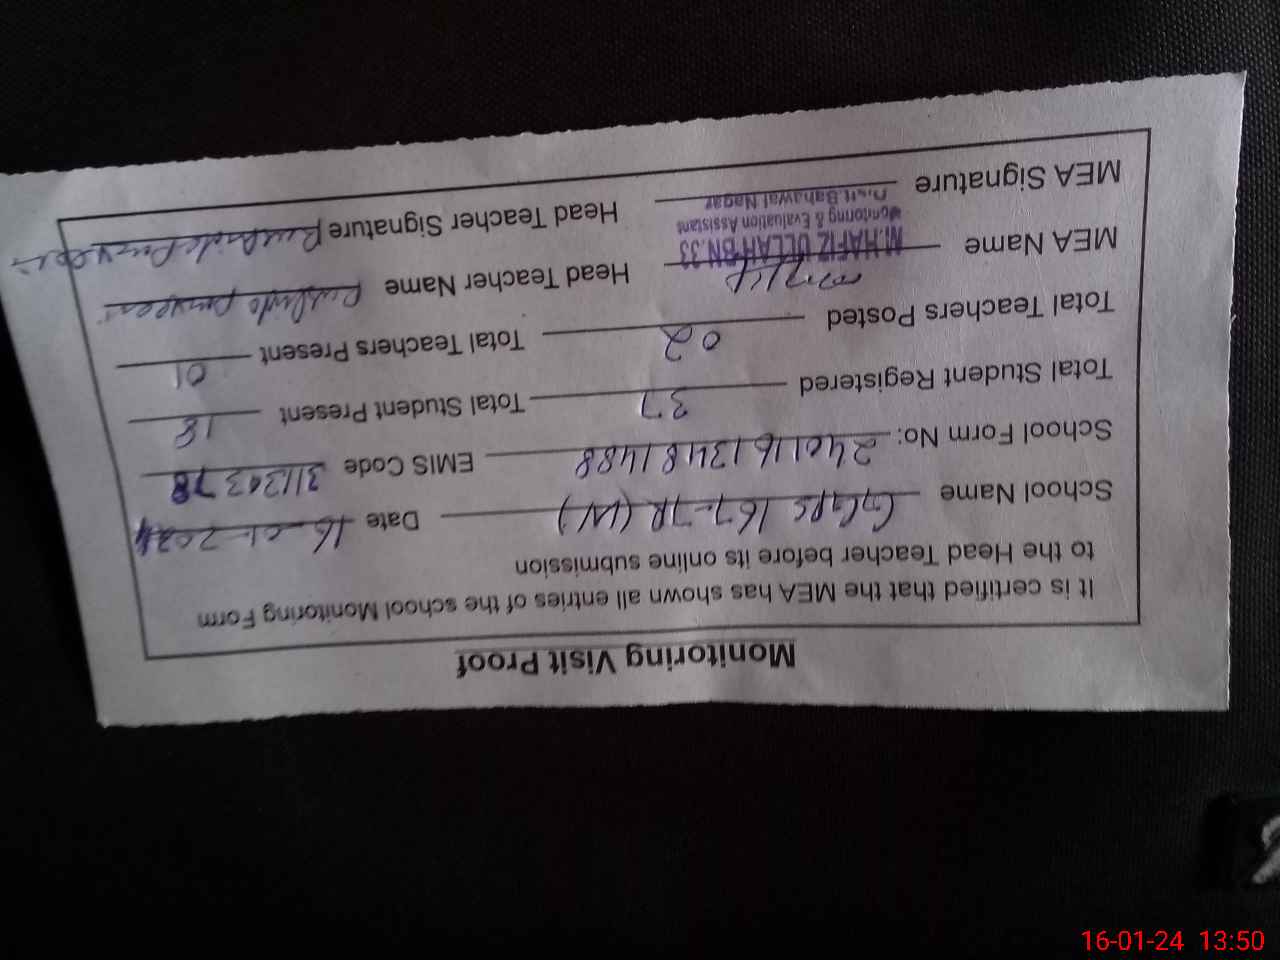 Monitoring Visit Proof
It is certified that the MEA has shown all entries of the school Monitoring Form
to the Head Teacher before its online submission
School Name GGPS 167-7R (W) Date 16-01-2024
School Form No: 24011613481488 EMIS Code 31130378
Total Student Registered 37 Total Student Present 18
Total Teachers Posted 02 Total Teachers Present 01
MEA Name Head Teacher Name
M.HAFIZ ULLAH BN.33
Monitoring & Evaluation Assistant
Distt.Bahawal Nagar
MEA Signature Head Teacher Signature
16-01-24 13:50